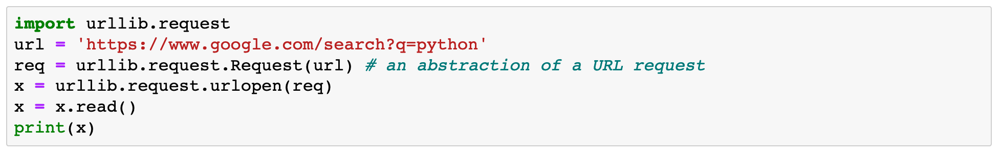 import urllib.request
url = 'https://www.google.com/search?q=python'
req = urllib.request.Request(url) # an abstraction of a URL request
x = urllib.request.urlopen(req)
x = x.read()
print(x)